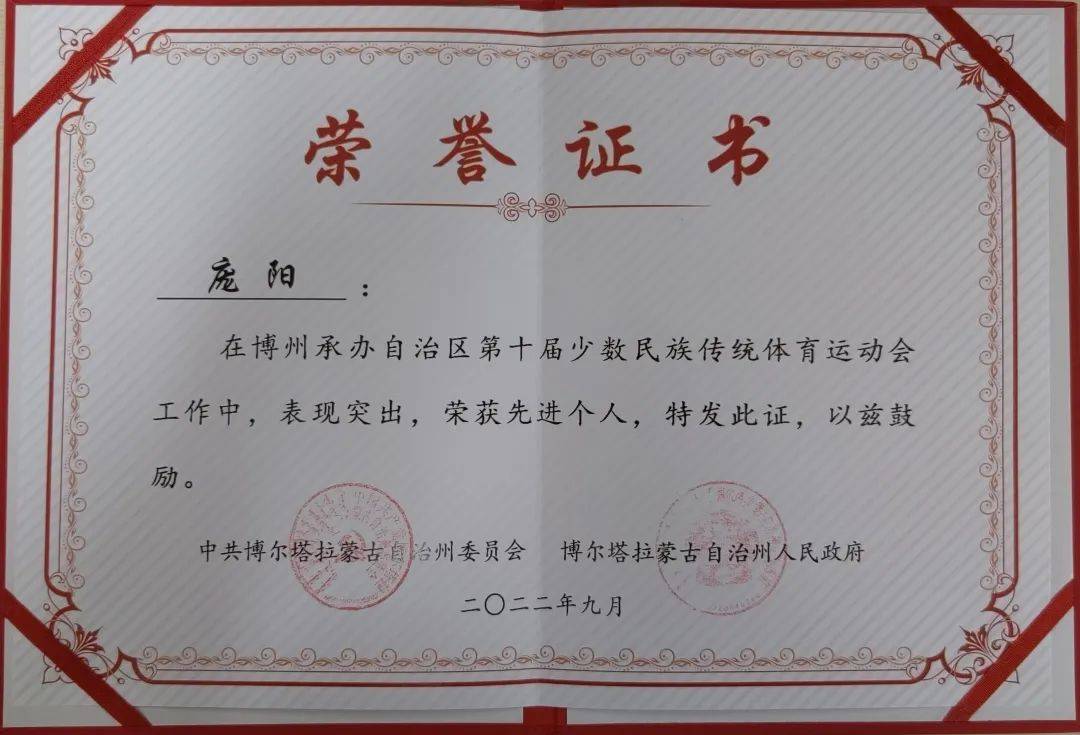 荣誉证书
庞阳：
在博州承办自治区第十届少数民族传统体育运动会
工作中，表现突出，荣获先进个人，特发此证，以兹鼓
励。
中共博尔塔拉蒙古自治州委员会 博尔塔拉蒙古自治州人民政府
二〇二二年九月